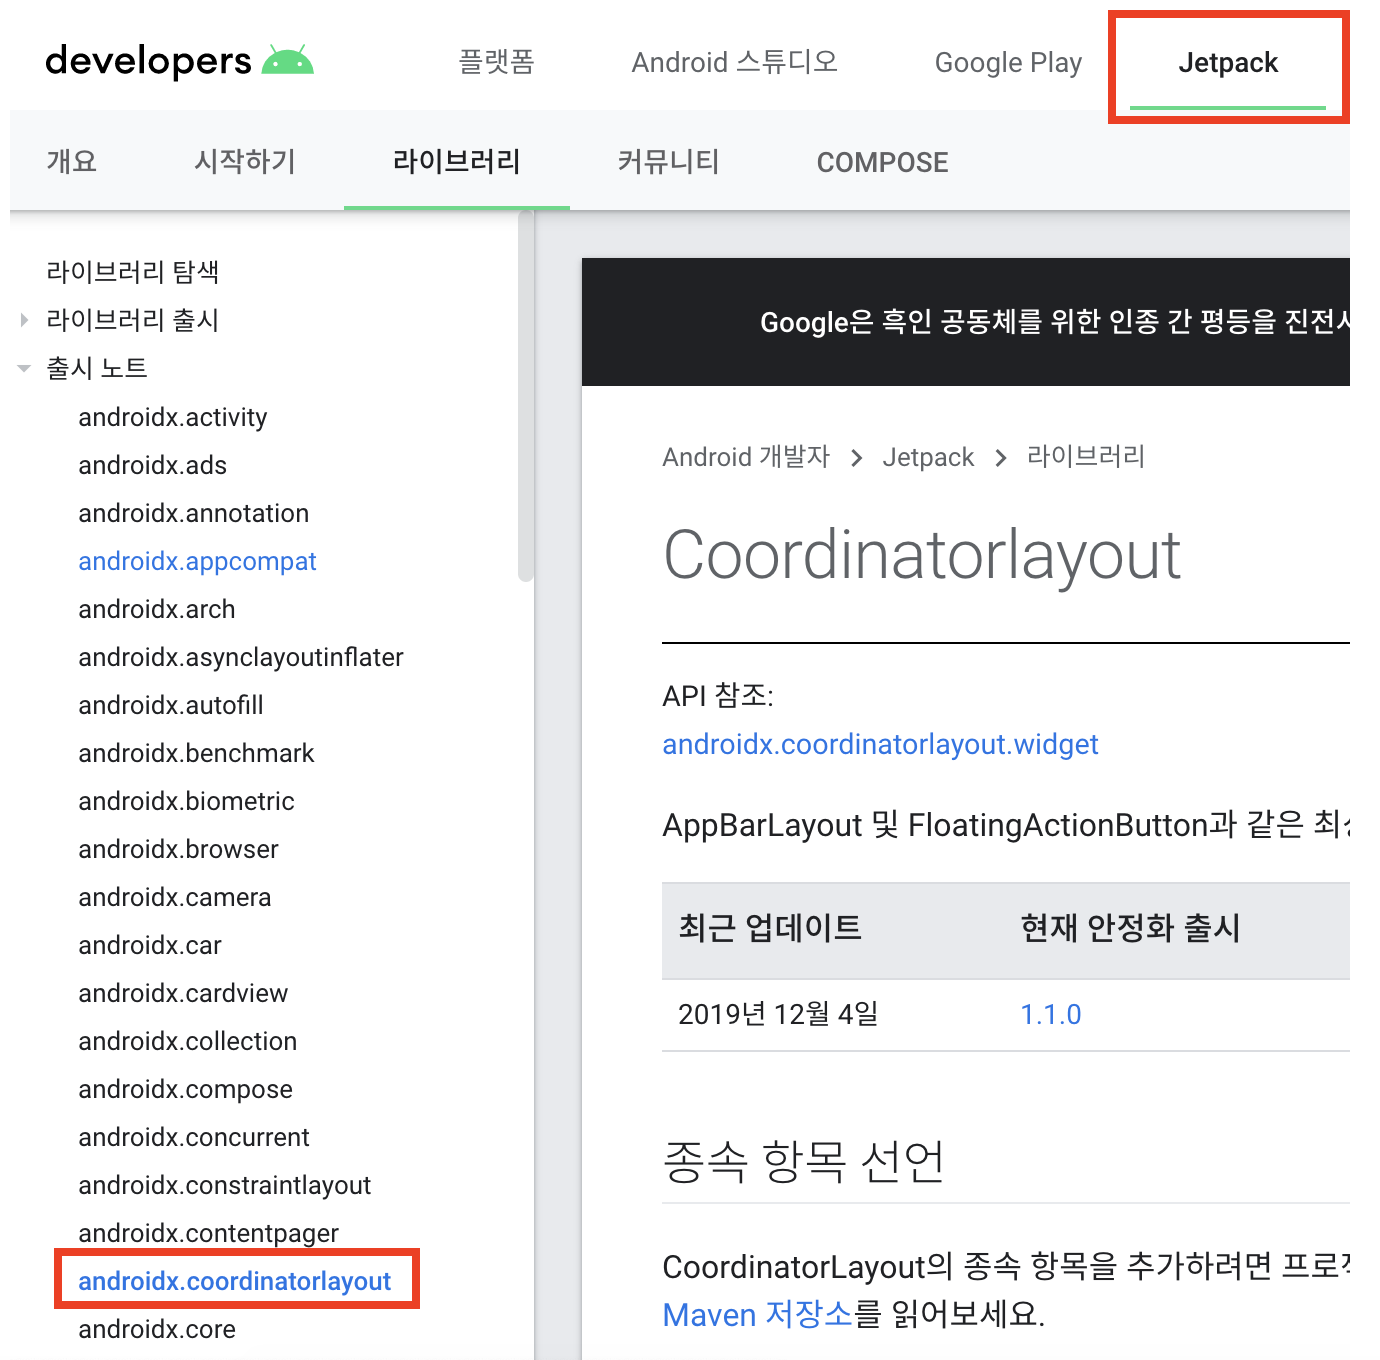 developers
플랫폼
Android 스튜디오
Google Play
Jetpack
개요
시작하기
라이브러리
커뮤니티
COMPOSE
라이브러리 탐색
라이브러리 출시
출시 노트
androidx.activity
androidx.ads
androidx.annotation
androidx.appcompat
androidx.arch
androidx.asynclayoutinflater
androidx.autofill
androidx.benchmark
androidx.biometric
androidx.browser
androidx.camera
androidx.car
androidx.cardview
androidx.collection
androidx.compose
androidx.concurrent
androidx.constraintlayout
androidx.contentpager
androidx.coordinatorlayout
androidx.core
Google은 흑인 공동체를 위한 인종 간 평등을
Android 개발자 > Jetpack > 라이브러리
Coordinatorlayout
API 참조:
androidx.coordinatorlayout.widget
AppBarLayout 및 FloatingActionButton과 같은
최근 업데이트 현재 안정화 출시
2019년 12월 4일 1.1.0
종속 항목 선언
CoordinatorLayout의 종속 항목을 추가하려면
Maven 저장소를 읽어보세요.